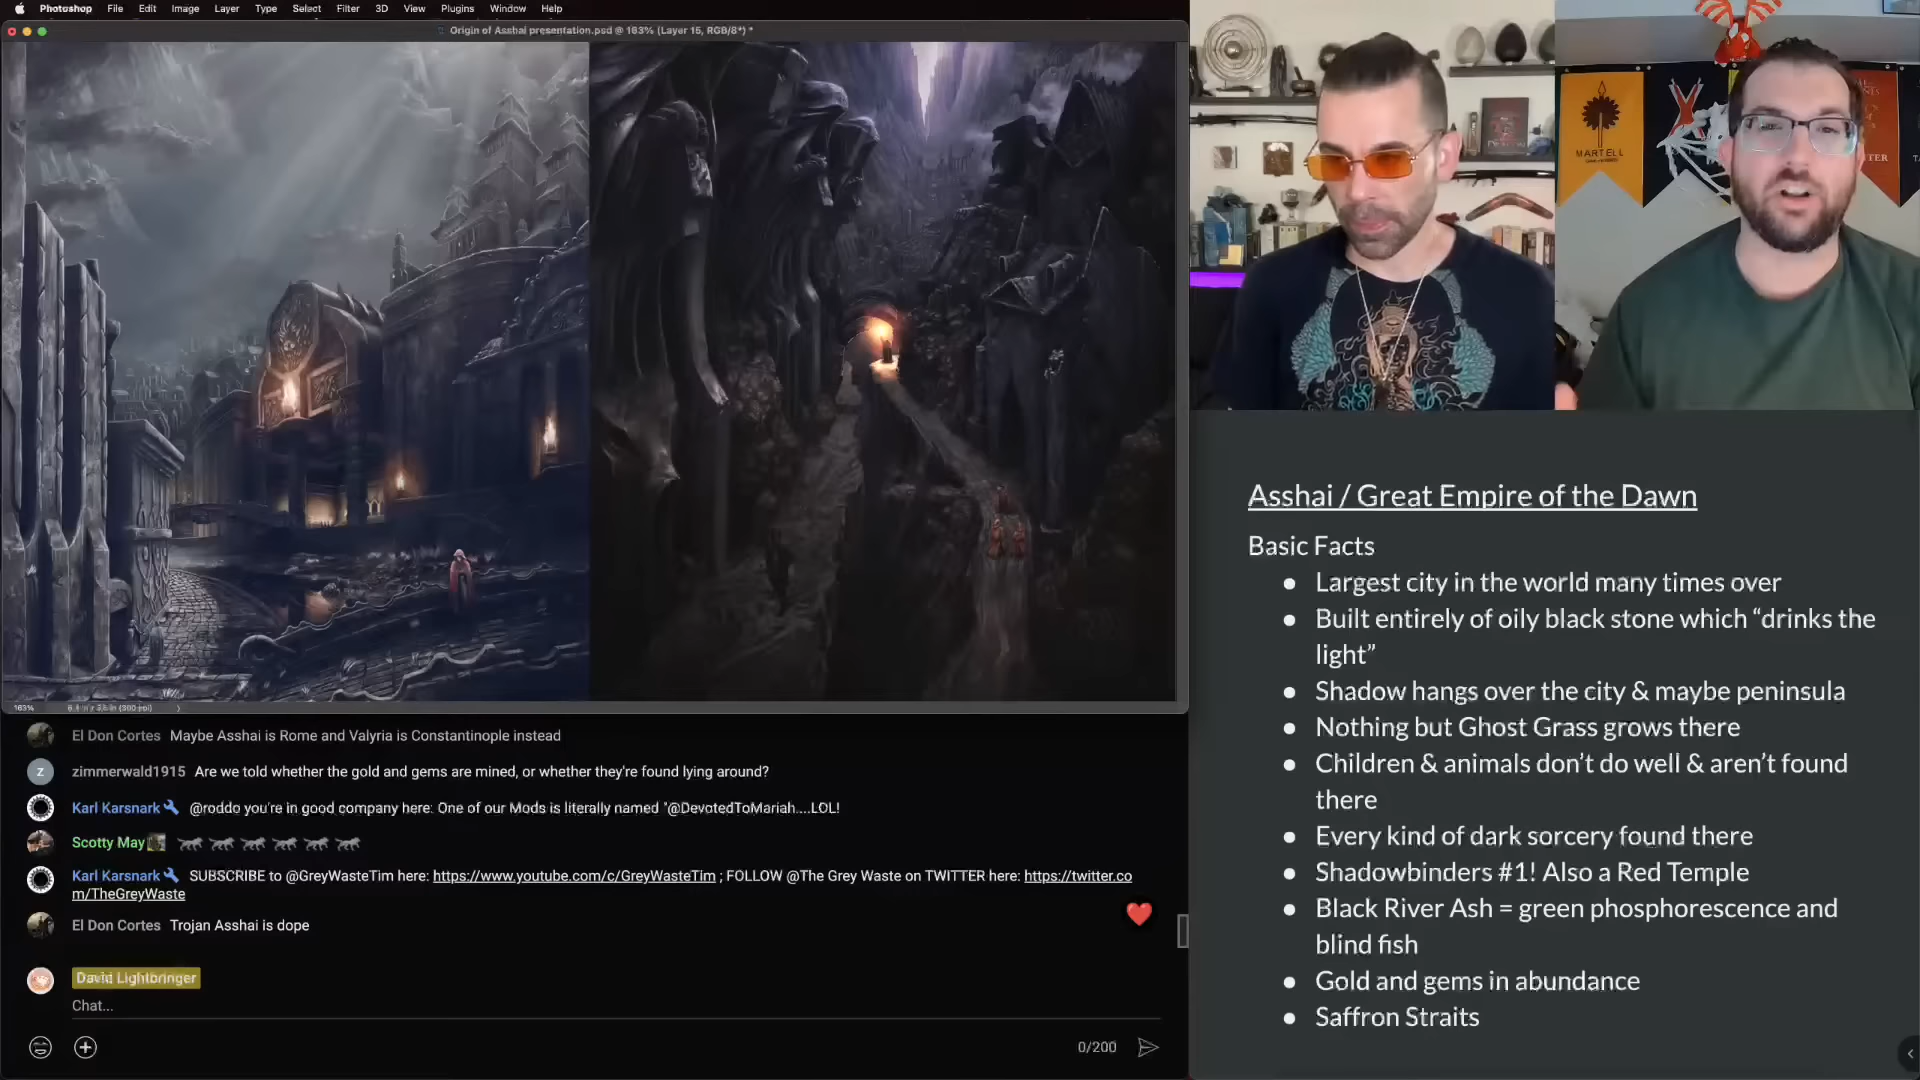 Photoshop File Edit Image Layer Type Select Filter 3D View Plugins Window Help
Origin of Asshai presentation.psd @ 163% (Layer 15, RGB/8*) *
MARTELL
163%
El Don Cortes Maybe Asshai is Rome and Valyria is Constantinople instead
z zimmerwald1915 Are we told whether the gold and gems are mined, or whether they're found lying around?
Karl Karsnark @roddo you're in good company here: One of our Mods is literally named "@DevotedToMariah....LOL!
Scotty May
Karl Karsnark SUBSCRIBE to @GreyWasteTim here: https://www.youtube.com/c/GreyWasteTim ; FOLLOW @The Grey Waste on TWITTER here: https://twitter.co
m/TheGreyWaste
El Don Cortes Trojan Asshai is dope
David Lightbringer
Chat...
0/200
Asshai / Great Empire of the Dawn
Basic Facts
● Largest city in the world many times over
● Built entirely of oily black stone which “drinks the
light”
● Shadow hangs over the city & maybe peninsula
● Nothing but Ghost Grass grows there
● Children & animals don’t do well & aren’t found
there
● Every kind of dark sorcery found there
● Shadowbinders #1! Also a Red Temple
● Black River Ash = green phosphorescence and
blind fish
● Gold and gems in abundance
● Saffron Straits